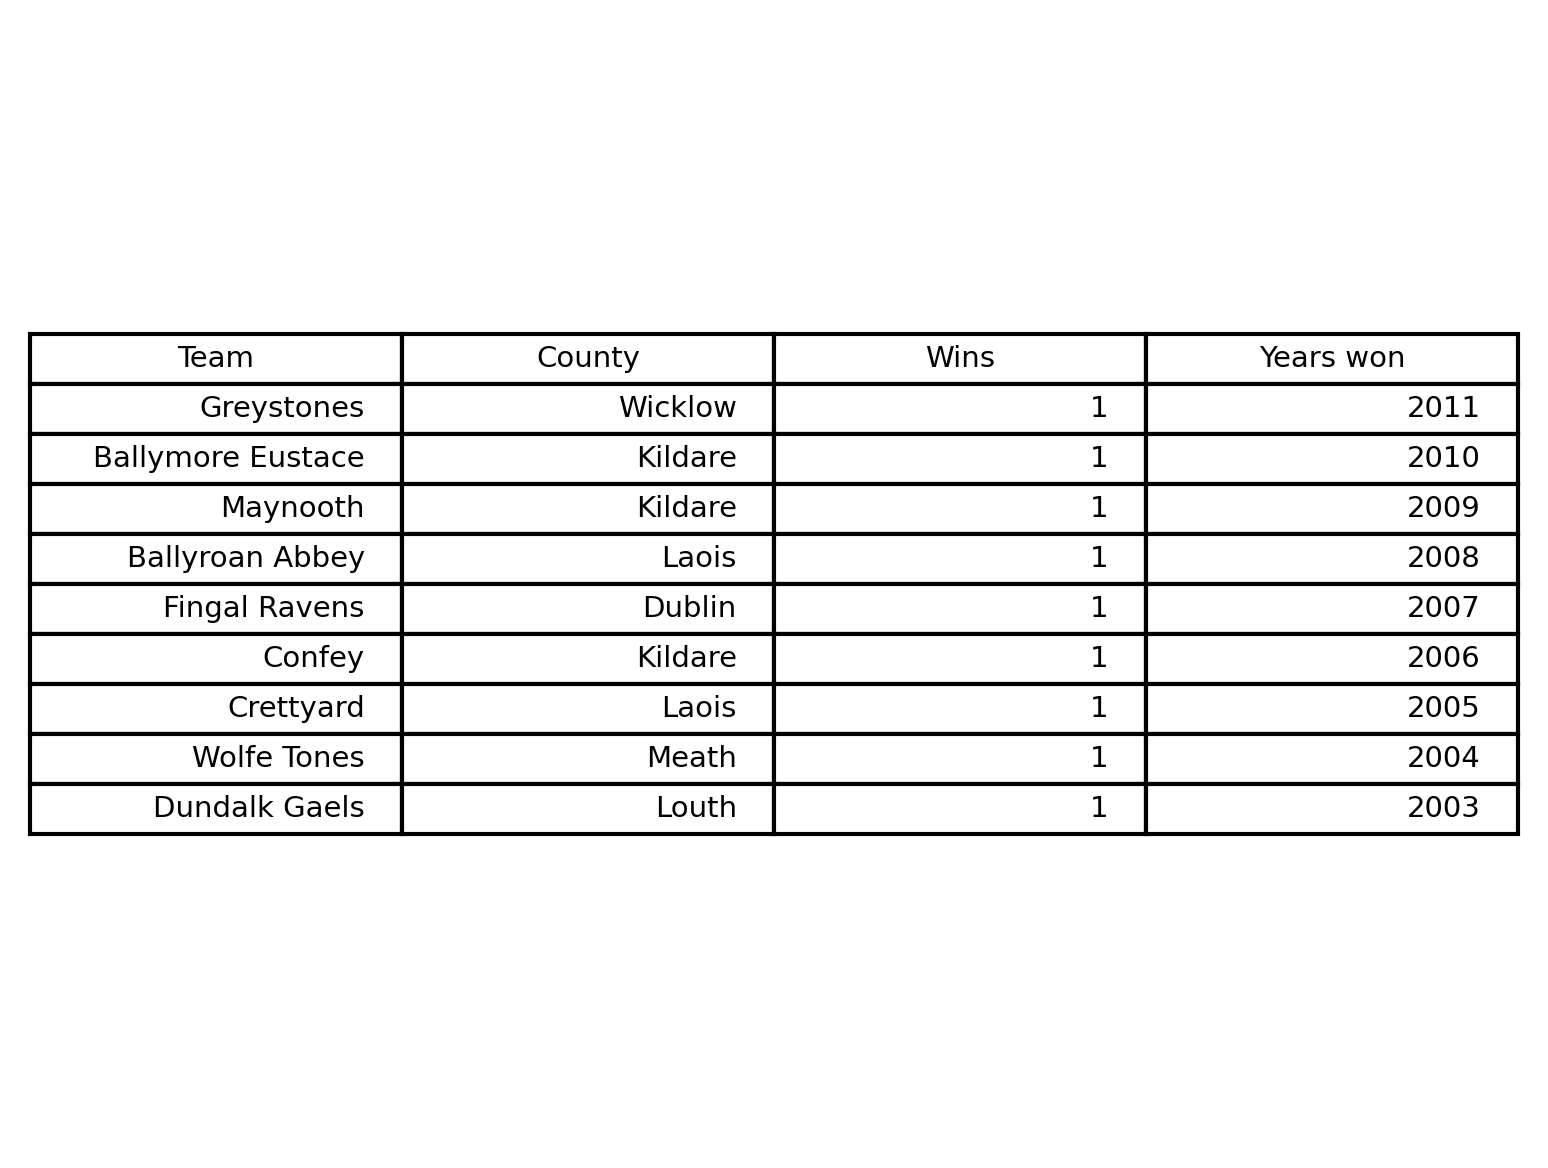 Team County Wins Years won
Greystones Wicklow 1 2011
Ballymore Eustace Kildare 1 2010
Maynooth Kildare 1 2009
Ballyroan Abbey Laois 1 2008
Fingal Ravens Dublin 1 2007
Confey Kildare 1 2006
Crettyard Laois 1 2005
Wolfe Tones Meath 1 2004
Dundalk Gaels Louth 1 2003